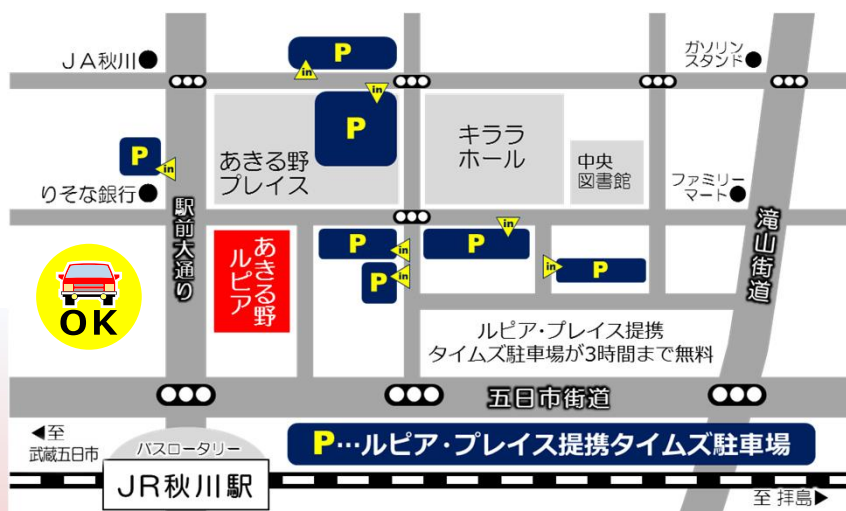 JA秋川
P
in
ガソリン
スタンド
in
P
あきる野
プレイス
キララ
ホール
中央
図書館
P
in
りそな銀行
ファミリー
マート
駅前大通り
滝山街道
あきる野
ルピア
P
in
P
in
P
in
in
P
OK
ルピア・プレイス提携
タイムズ駐車場が3時間まで無料
五日市街道
◀至
武蔵五日市
バスロータリー
P…ルピア・プレイス提携タイムズ駐車場
JR秋川駅
至 拝島▶